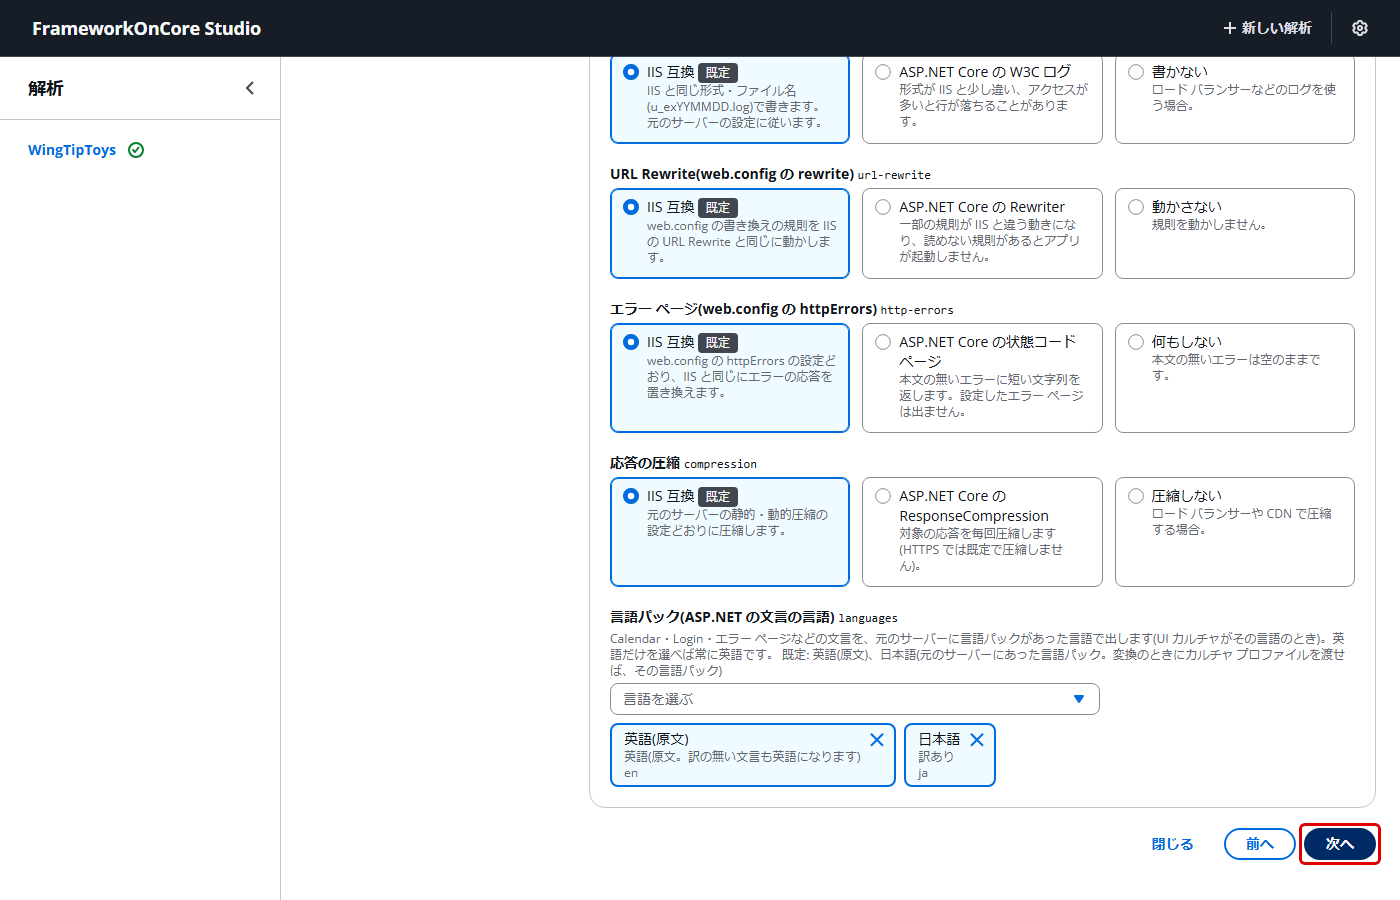 FrameworkOnCore Studio
新しい解析
解析
WingTipToys
IIS 互換 既定
IIS と同じ形式・ファイル名
(u_exYYMMDD.log)で書きます。
元のサーバーの設定に従います。
ASP.NET Core の W3C ログ
形式が IIS と少し違い、アクセスが
多いと行が落ちることがありま
す。
書かない
ロード バランサーなどのログを使
う場合。
URL Rewrite(web.config の rewrite) url-rewrite
IIS 互換 既定
web.config の書き換えの規則を IIS
の URL Rewrite と同じに動かしま
す。
ASP.NET Core の Rewriter
一部の規則が IIS と違う動きにな
り、読めない規則があるとアプリ
が起動しません。
動かさない
規則を動かしません。
エラー ページ(web.config の httpErrors) http-errors
IIS 互換 既定
web.config の httpErrors の設定ど
おり、IIS と同じにエラーの応答を
置き換えます。
ASP.NET Core の状態コード
ページ
本文の無いエラーに短い文字列を
返します。設定したエラー ページ
は出ません。
何もしない
本文の無いエラーは空のままで
す。
応答の圧縮 compression
IIS 互換 既定
元のサーバーの静的・動的圧縮の
設定どおりに圧縮します。
ASP.NET Core の
ResponseCompression
対象の応答を毎回圧縮します
(HTTPS では既定で圧縮しませ
ん)。
圧縮しない
ロード バランサーや CDN で圧縮
する場合。
言語パック(ASP.NET の文言の言語) languages
Calendar・Login・エラー ページなどの文言を、元のサーバーに言語パックがあった言語で出します(UI カルチャがその言語のとき)。英
語だけを選べば常に英語です。 既定: 英語(原文)、日本語(元のサーバーにあった言語パック。変換のときにカルチャ プロファイルを渡せ
ば、その言語パック)
言語を選ぶ
英語(原文)
英語(原文。訳の無い文言も英語になります)
en
日本語
訳あり
ja
閉じる
前へ
次へ